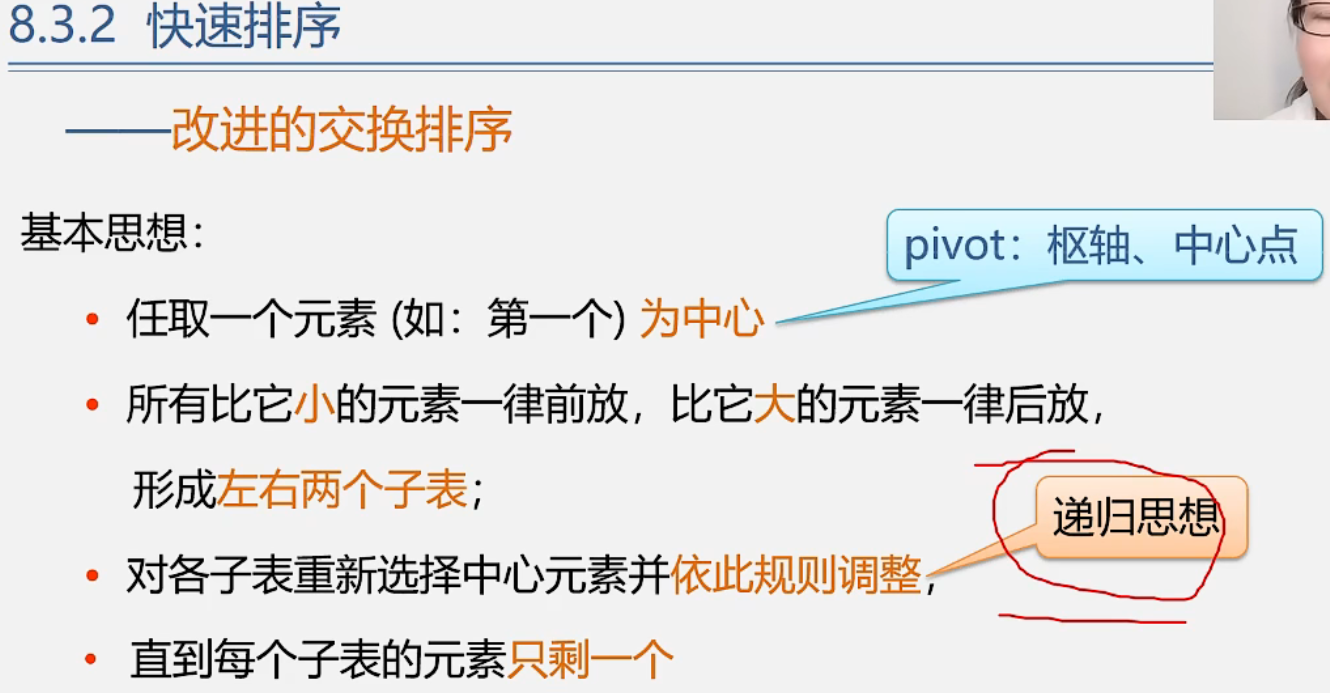 8.3.2 快速排序
——改进的交换排序
基本思想：
pivot：枢轴、中心点
• 任取一个元素 (如：第一个) 为中心
• 所有比它小的元素一律前放，比它大的元素一律后放，
形成左右两个子表；
递归思想
• 对各子表重新选择中心元素并依此规则调整，
• 直到每个子表的元素只剩一个